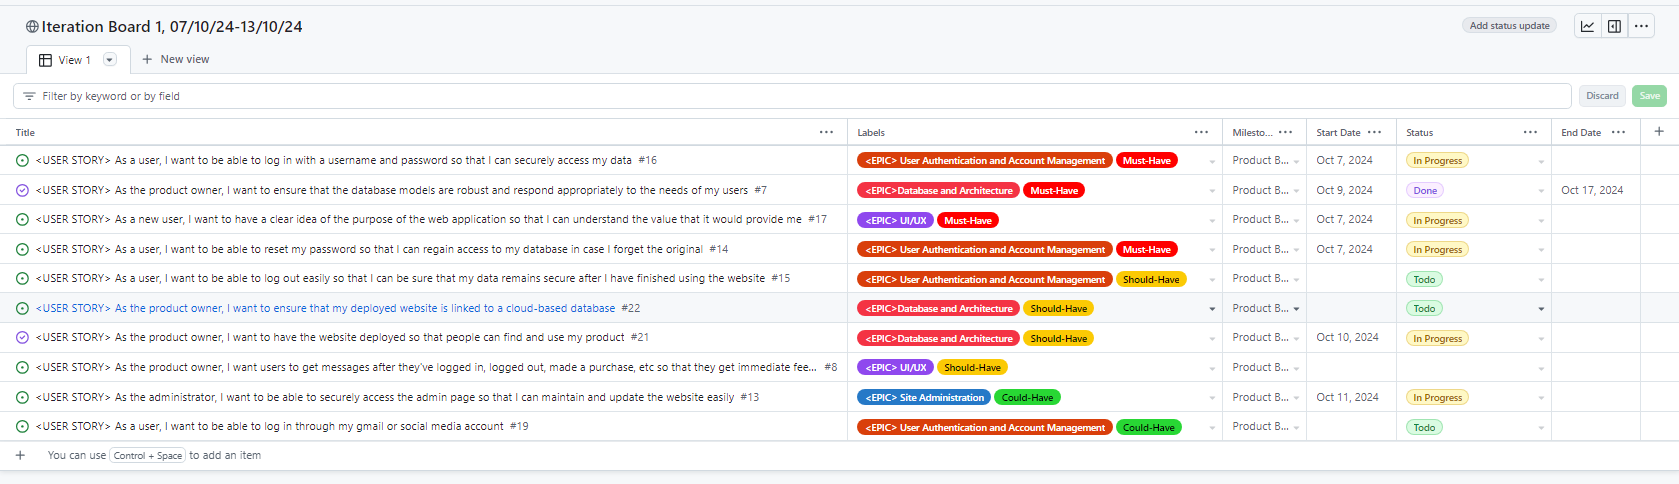 Iteration Board 1, 07/10/24-13/10/24
Add status update
View 1
New view
Filter by keyword or by field
Discard
Save
Title Labels Milesto... Start Date Status End Date
<USER STORY> As a user, I want to be able to log in with a username and password so that I can securely access my data #16 <EPIC> User Authentication and Account Management Must-Have Product B... Oct 7, 2024 In Progress
<USER STORY> As the product owner, I want to ensure that the database models are robust and respond appropriately to the needs of my users #7 <EPIC>Database and Architecture Must-Have Product B... Oct 9, 2024 Done Oct 17, 2024
<USER STORY> As a new user, I want to have a clear idea of the purpose of the web application so that I can understand the value that it would provide me #17 <EPIC> UI/UX Must-Have Product B... Oct 7, 2024 In Progress
<USER STORY> As a user, I want to be able to reset my password so that I can regain access to my database in case I forget the original #14 <EPIC> User Authentication and Account Management Must-Have Product B... Oct 7, 2024 In Progress
<USER STORY> As a user, I want to be able to log out easily so that I can be sure that my data remains secure after I have finished using the website #15 <EPIC> User Authentication and Account Management Should-Have Product B... Todo
<USER STORY> As the product owner, I want to ensure that my deployed website is linked to a cloud-based database #22 <EPIC>Database and Architecture Should-Have Product B... Todo
<USER STORY> As the product owner, I want to have the website deployed so that people can find and use my product #21 <EPIC>Database and Architecture Should-Have Product B... Oct 10, 2024 In Progress
<USER STORY> As the product owner, I want users to get messages after they've logged in, logged out, made a purchase, etc so that they get immediate fee... #8 <EPIC> UI/UX Should-Have Product B...
<USER STORY> As the administrator, I want to be able to securely access the admin page so that I can maintain and update the website easily #13 <EPIC> Site Administration Could-Have Product B... Oct 11, 2024 In Progress
<USER STORY> As a user, I want to be able to log in through my gmail or social media account #19 <EPIC> User Authentication and Account Management Could-Have Product B... Todo
You can use Control + Space to add an item